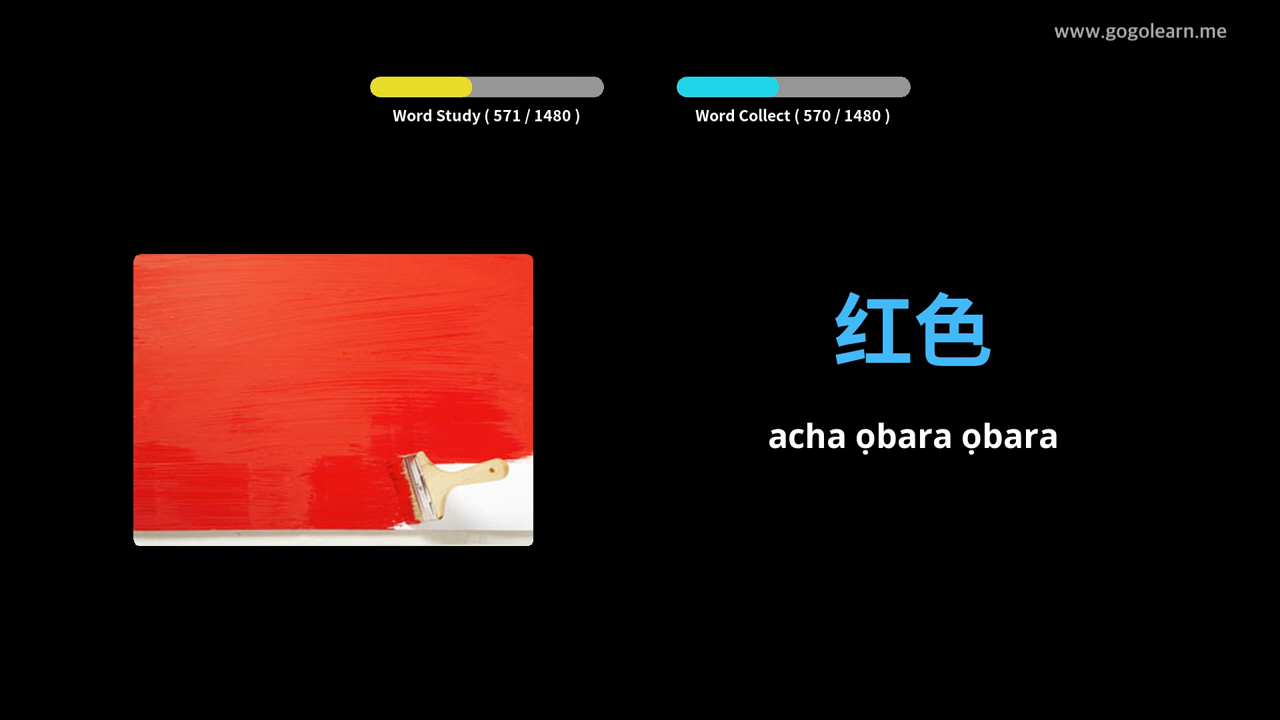 www.gogolearn.me
Word Study ( 571 / 1480 )
Word Collect ( 570 / 1480 )
红色
acha ọbara ọbara